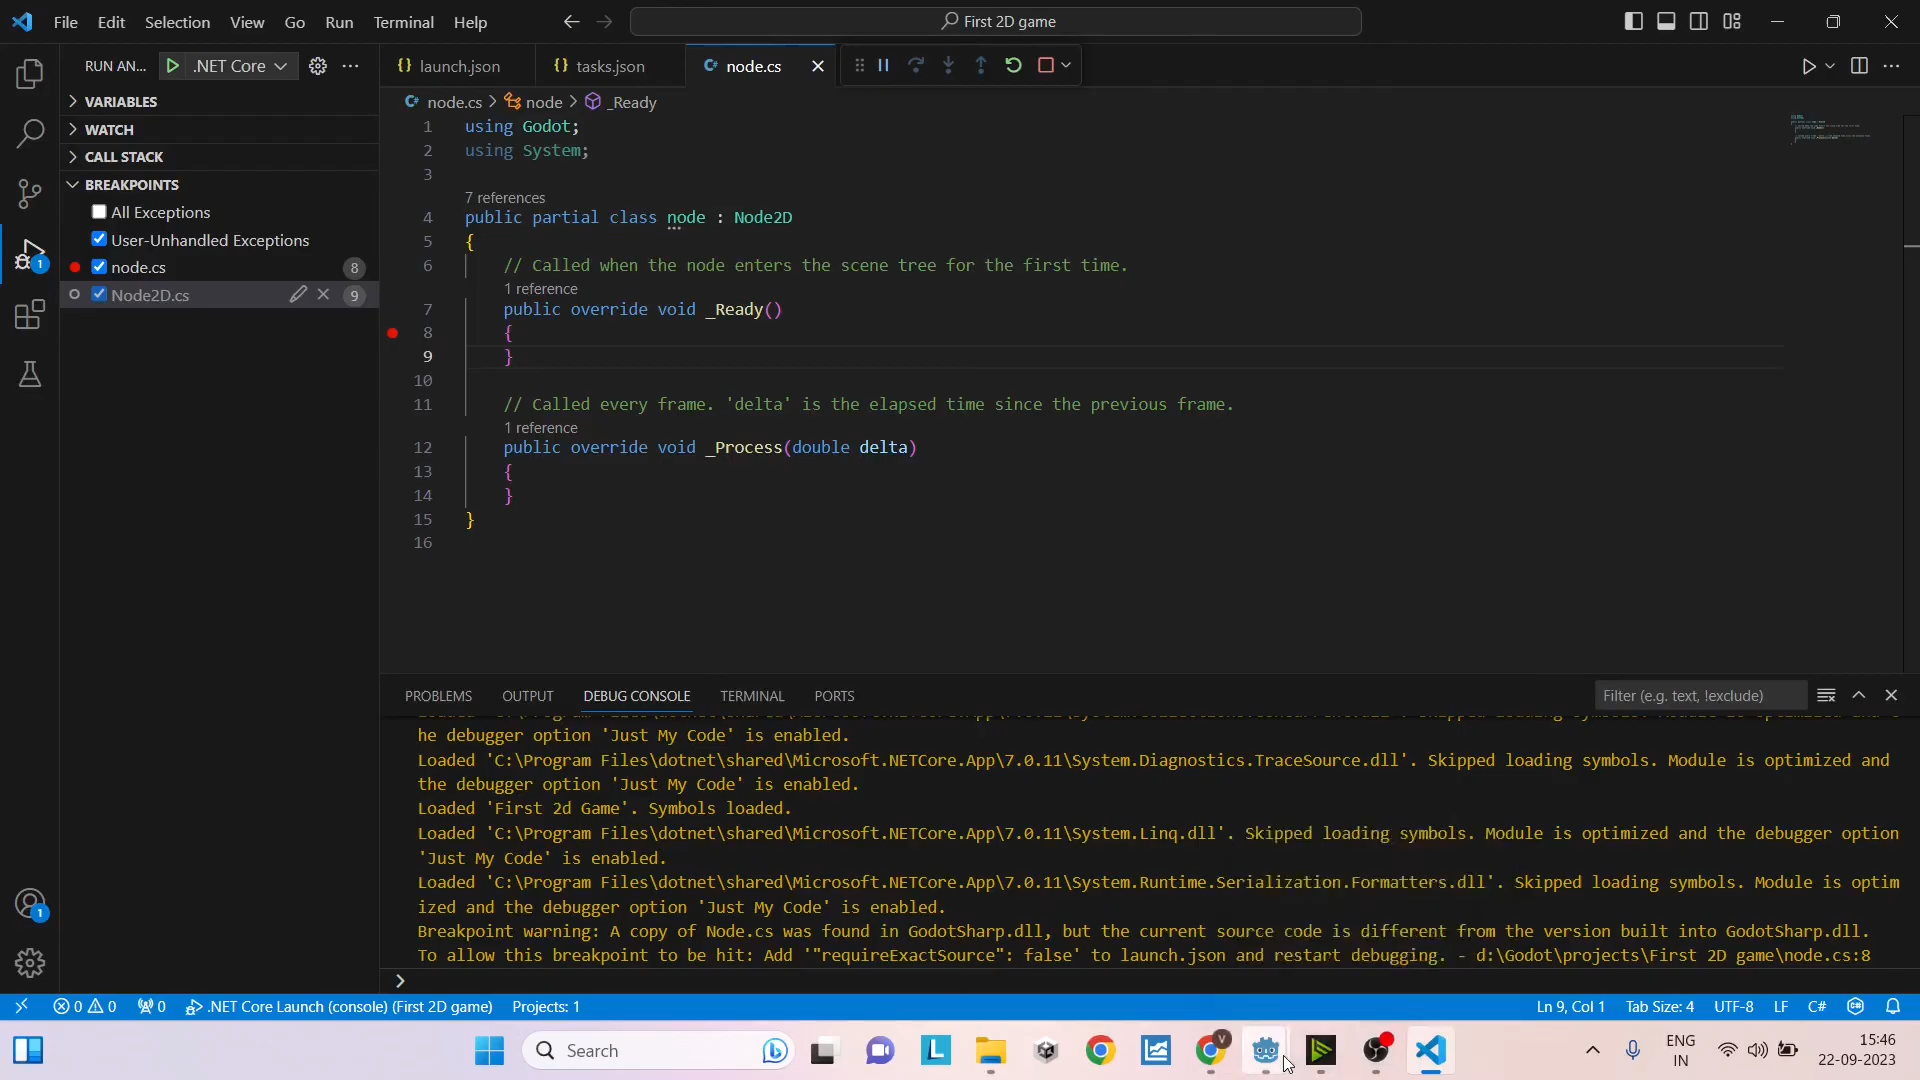 File Edit Selection View Go Run Terminal Help
First 2D game
RUN AN... .NET Core
launch.json
tasks.json
C# node.cs
VARIABLES
WATCH
CALL STACK
BREAKPOINTS
All Exceptions
User-Unhandled Exceptions
node.cs 8
Node2D.cs 9
1
1
C# node.cs > node > _Ready
1 using Godot;
2 using System;
3
7 references
4 public partial class node : Node2D
5 {
6 // Called when the node enters the scene tree for the first time.
1 reference
7 public override void _Ready()
8 {
9 }
10
11 // Called every frame. 'delta' is the elapsed time since the previous frame.
1 reference
12 public override void _Process(double delta)
13 {
14 }
15 }
16
PROBLEMS OUTPUT DEBUG CONSOLE TERMINAL PORTS
Filter (e.g. text, !exclude)
he debugger option 'Just My Code' is enabled.
Loaded 'C:\Program Files\dotnet\shared\Microsoft.NETCore.App\7.0.11\System.Diagnostics.TraceSource.dll'. Skipped loading symbols. Module is optimized and
the debugger option 'Just My Code' is enabled.
Loaded 'First 2d Game'. Symbols loaded.
Loaded 'C:\Program Files\dotnet\shared\Microsoft.NETCore.App\7.0.11\System.Linq.dll'. Skipped loading symbols. Module is optimized and the debugger option
'Just My Code' is enabled.
Loaded 'C:\Program Files\dotnet\shared\Microsoft.NETCore.App\7.0.11\System.Runtime.Serialization.Formatters.dll'. Skipped loading symbols. Module is optim
ized and the debugger option 'Just My Code' is enabled.
Breakpoint warning: A copy of Node.cs was found in GodotSharp.dll, but the current source code is different from the version built into GodotSharp.dll.
To allow this breakpoint to be hit: Add '"requireExactSource": false' to launch.json and restart debugging. - d:\Godot\projects\First 2D game\node.cs:8
0 0 0 .NET Core Launch (console) (First 2D game) Projects: 1
Ln 9, Col 1 Tab Size: 4 UTF-8 LF C#
Search
L
V
ENG
IN
15:46
22-09-2023